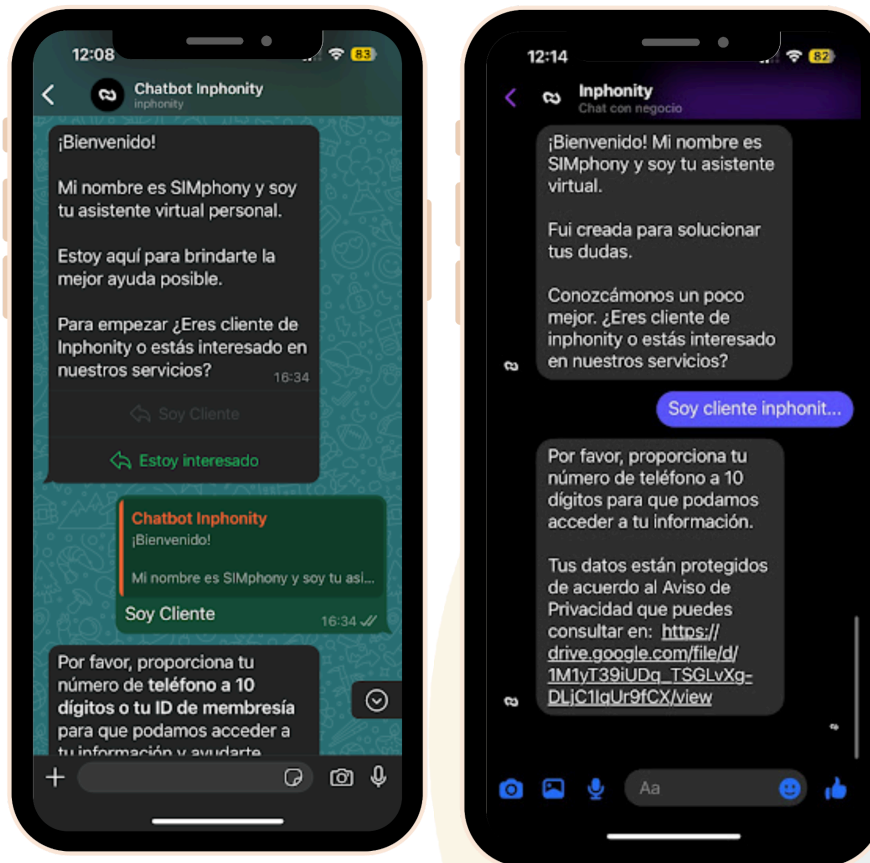 12:08
83
Chatbot Inphonity
inphonity
¡Bienvenido!
Mi nombre es SIMphony y soy
tu asistente virtual personal.
Estoy aquí para brindarte la
mejor ayuda posible.
Para empezar ¿Eres cliente de
Inphonity o estás interesado en
nuestros servicios?
16:34
Soy Cliente
Estoy interesado
Chatbot Inphonity
¡Bienvenido!
Mi nombre es SIMphony y soy tu asi...
Soy Cliente
16:34
Por favor, proporciona tu
número de teléfono a 10
dígitos o tu ID de membresía
para que podamos acceder a
tu información y ayudarte
12:14
82
Inphonity
Chat con negocio
¡Bienvenido! Mi nombre es
SIMphony y soy tu asistente
virtual.
Fui creada para solucionar
tus dudas.
Conozcámonos un poco
mejor. ¿Eres cliente de
inphonity o estás interesado
en nuestros servicios?
Soy cliente inphonit...
Por favor, proporciona tu
número de teléfono a 10
dígitos para que podamos
acceder a tu información.
Tus datos están protegidos
de acuerdo al Aviso de
Privacidad que puedes
consultar en: https://
drive.google.com/file/d/
1M1yT39iUDq_TSGLvXg-
DLjC1IqUr9fCX/view
Aa